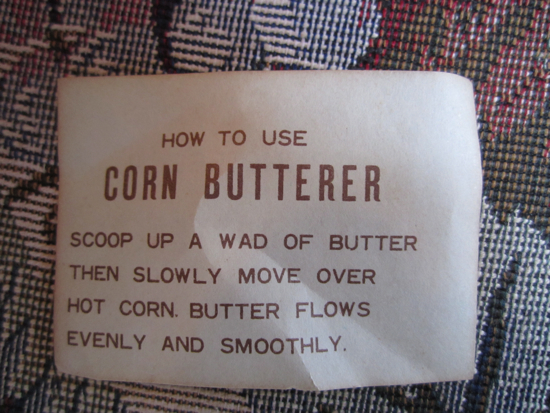 HOW TO USE
CORN BUTTERER
SCOOP UP A WAD OF BUTTER
THEN SLOWLY MOVE OVER
HOT CORN. BUTTER FLOWS
EVENLY AND SMOOTHLY.